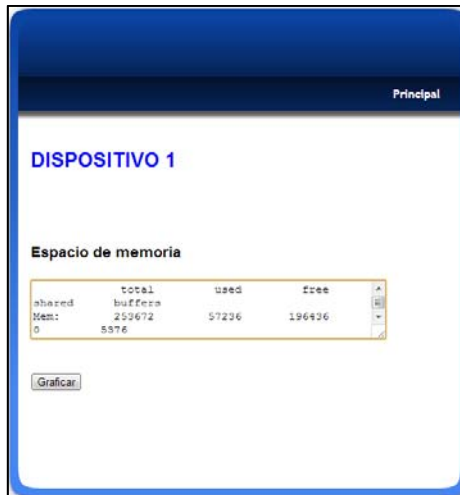 Principal
DISPOSITIVO 1
Espacio de memoria
total used free
shared buffers
Mem: 253672 57236 196436
0 5376
Graficar